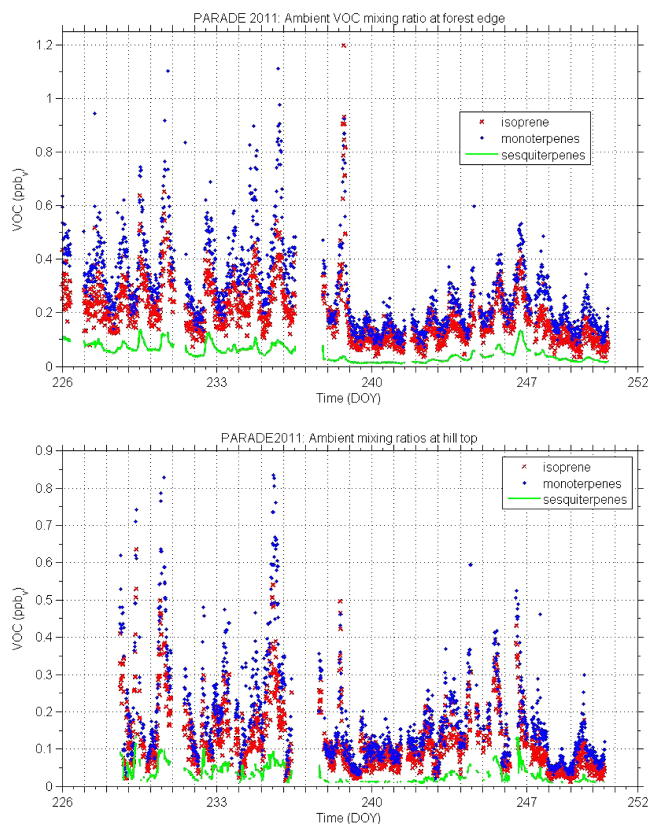 PARADE 2011: Ambient VOC mixing ratio at forest edge
1.2
1
0.8
0.6
0.4
0.2
0
VOC (ppbv)
isoprene
monoterpenes
sesquiterpenes
226 233 240 247 252
Time (DOY)
PARADE2011: Ambient mixing ratios at hill top
0.9
0.8
0.7
0.6
0.5
0.4
0.3
0.2
0.1
0
VOC (ppbv)
isoprene
monoterpenes
sesquiterpenes
226 233 240 247 252
Time (DOY)